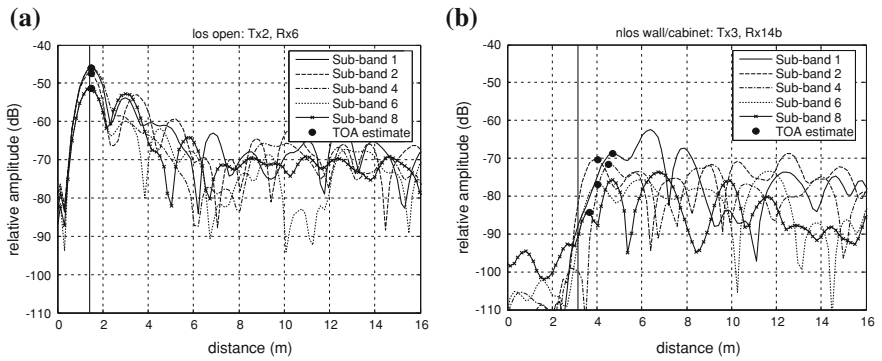 (a)
los open: Tx2, Rx6
-40
-50
-60
-70
-80
-90
-100
-110
relative amplitude (dB)
0 2 4 6 8 10 12 14 16
distance (m)
Sub-band 1
Sub-band 2
Sub-band 4
Sub-band 6
Sub-band 8
TOA estimate
(b)
nlos wall/cabinet: Tx3, Rx14b
-40
-50
-60
-70
-80
-90
-100
-110
relative amplitude (dB)
0 2 4 6 8 10 12 14 16
distance (m)
Sub-band 1
Sub-band 2
Sub-band 4
Sub-band 6
Sub-band 8
TOA estimate